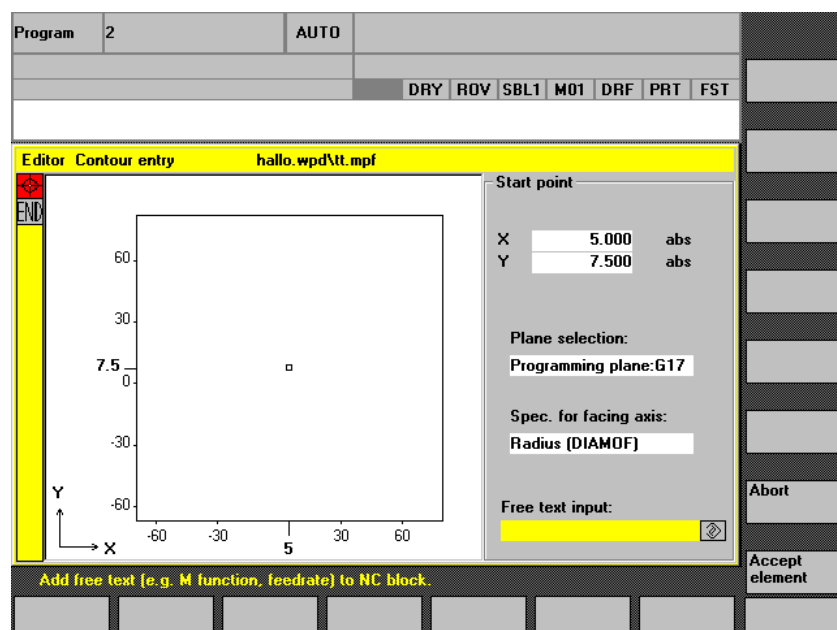 Program 2 AUTO
DRY ROV SBL1 M01 DRF PRT FST
Editor Contour entry hallo.wpd\tt.mpf
END
Start point
X 5.000 abs
Y 7.500 abs
60
30
7.5
0
-30
-60
Y
X
-60 -30 5 30 60
Plane selection:
Programming plane:G17
Spec. for facing axis:
Radius (DIAMOF)
Free text input:
Abort
Accept
element
Add free text (e.g. M function, feedrate) to NC block.